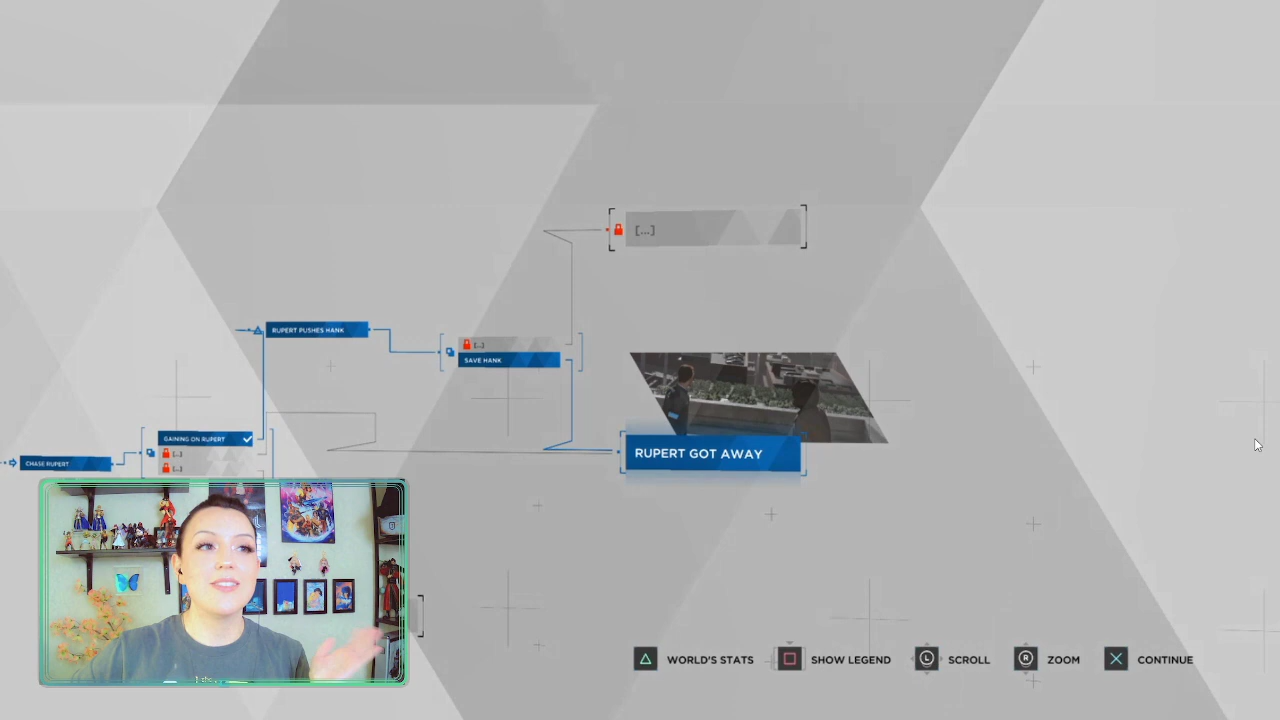 [...]
RUPERT PUSHES HANK
[...]
SAVE HANK
GAINING ON RUPERT
[...]
[...]
CHASE RUPERT
RUPERT GOT AWAY
WORLD'S STATS
SHOW LEGEND
L
SCROLL
R
ZOOM
CONTINUE